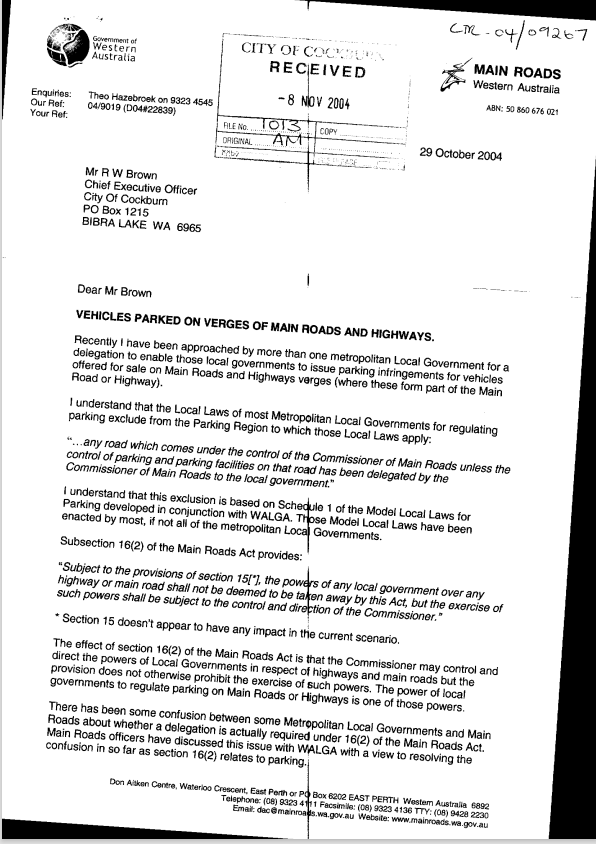 CTR-04/09267
Government of
Western
Australia
CITY OF COCKBURN
RECEIVED
- 8 NOV 2004
FILE No. 1013
COPY
ORIGINAL AM
MAIN ROADS
Western Australia
ABN: 50 860 676 021
Enquiries: Theo Hazebroek on 9323 4545
Our Ref: 04/9019 (D04#22839)
Your Ref:
29 October 2004
Mr R W Brown
Chief Executive Officer
City Of Cockburn
PO Box 1215
BIBRA LAKE WA 6965
Dear Mr Brown
VEHICLES PARKED ON VERGES OF MAIN ROADS AND HIGHWAYS.
Recently I have been approached by more than one metropolitan Local Government for a
delegation to enable those local governments to issue parking infringements for vehicles
offered for sale on Main Roads and Highways verges (where these form part of the Main
Road or Highway).
I understand that the Local Laws of most Metropolitan Local Governments for regulating
parking exclude from the Parking Region to which those Local Laws apply:
"...any road which comes under the control of the Commissioner of Main Roads unless the
control of parking and parking facilities on that road has been delegated by the
Commissioner of Main Roads to the local government."
I understand that this exclusion is based on Schedule 1 of the Model Local Laws for
Parking developed in conjunction with WALGA. Those Model Local Laws have been
enacted by most, if not all of the metropolitan Local Governments.
Subsection 16(2) of the Main Roads Act provides:
"Subject to the provisions of section 15[*], the powers of any local government over any
highway or main road shall not be deemed to be taken away by this Act, but the exercise of
such powers shall be subject to the control and direction of the Commissioner."
* Section 15 doesn't appear to have any impact in the current scenario.
The effect of section 16(2) of the Main Roads Act is that the Commissioner may control and
direct the powers of Local Governments in respect of highways and main roads but the
provision does not otherwise prohibit the exercise of such powers. The power of local
governments to regulate parking on Main Roads or Highways is one of those powers.
There has been some confusion between some Metropolitan Local Governments and Main
Roads about whether a delegation is actually required under 16(2) of the Main Roads Act.
Main Roads officers have discussed this issue with WALGA with a view to resolving the
confusion in so far as section 16(2) relates to parking.
Don Aitken Centre, Waterloo Crescent, East Perth or PO Box 6202 EAST PERTH Western Australia 6892
Telephone: (08) 9323 4111 Facsimile: (08) 9323 4136 TTY: (08) 9428 2230
Email: dac@mainroads.wa.gov.au Website: www.mainroads.wa.gov.au